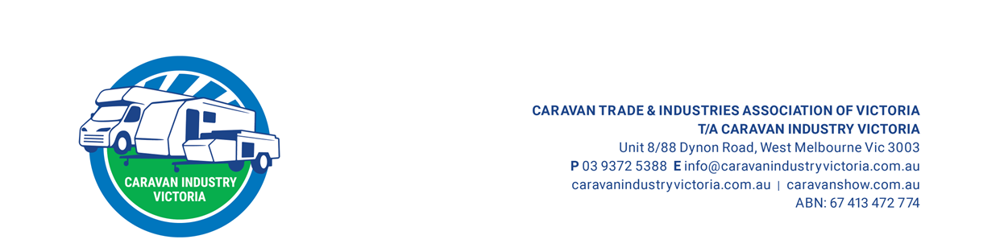 CARAVAN INDUSTRY
VICTORIA
CARAVAN TRADE & INDUSTRIES ASSOCIATION OF VICTORIA
T/A CARAVAN INDUSTRY VICTORIA
Unit 8/88 Dynon Road, West Melbourne Vic 3003
P 03 9372 5388 E info@caravanindustryvictoria.com.au
caravanindustryvictoria.com.au | caravanshow.com.au
ABN: 67 413 472 774